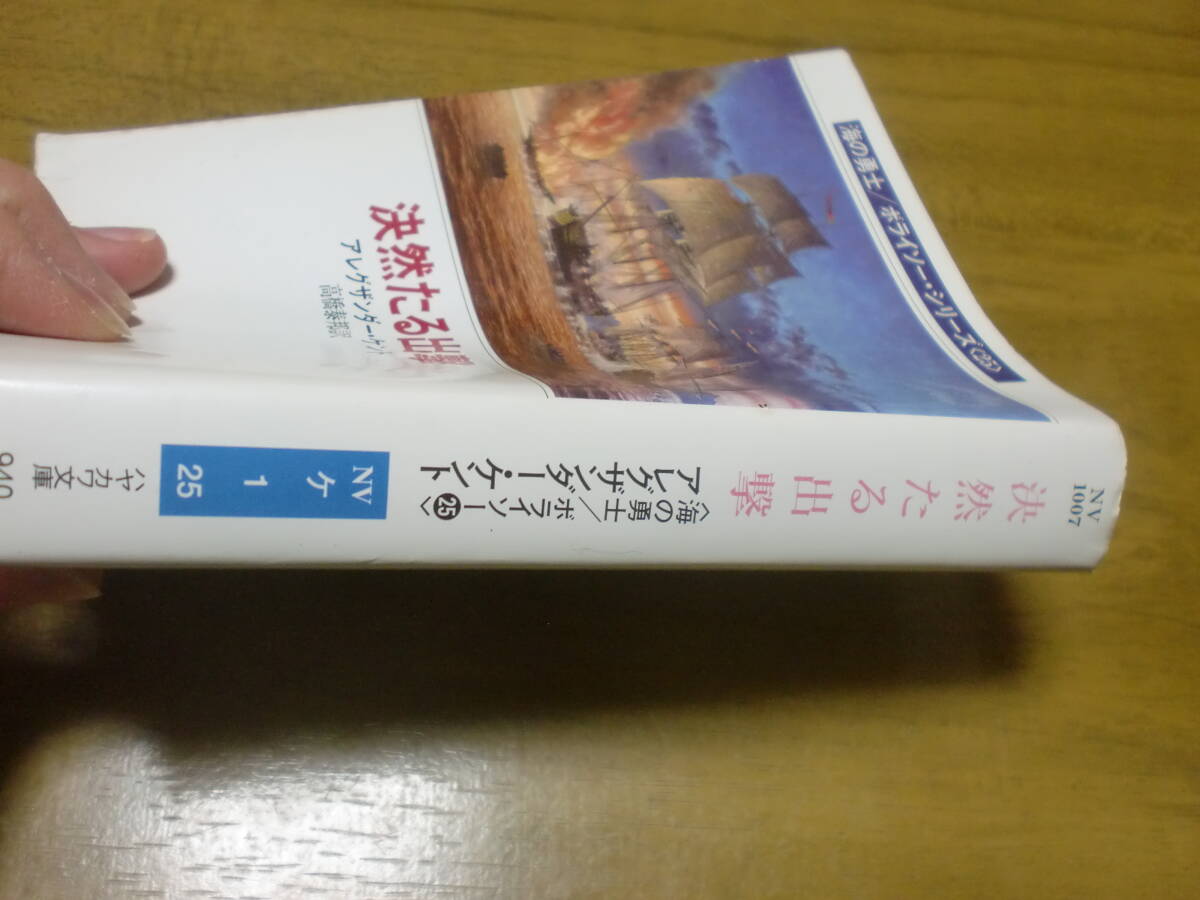 海の勇士/ボライソー・シリーズ〈25〉
決然たる出撃
アレグザンダー・ケント
高橋泰邦訳
NV
1007
決然たる出撃
〈海の勇士/ボライソー㉕〉
アレグザンダー・ケント
NV
ケ
1
25
ハヤカワ文庫
940